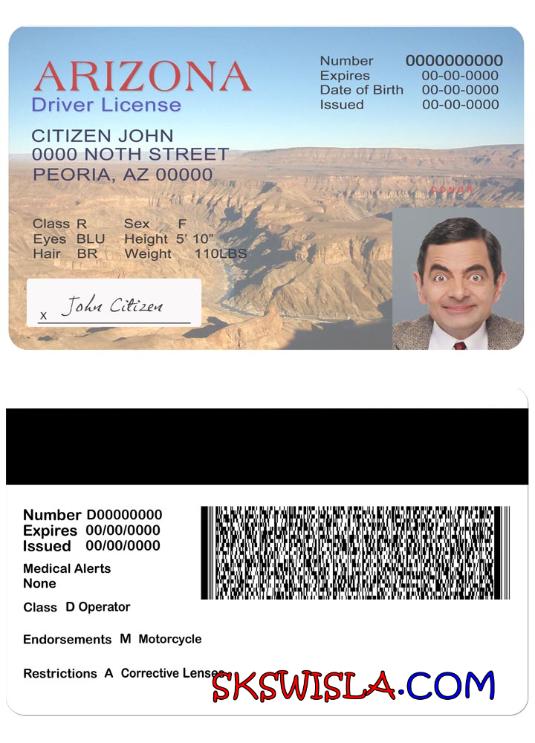 ARIZONA
Driver License
Number 0000000000
Expires 00-00-0000
Date of Birth 00-00-0000
Issued 00-00-0000
CITIZEN JOHN
0000 NOTH STREET
PEORIA, AZ 00000
DONOR
Class R Sex F
Eyes BLU Height 5' 10"
Hair BR Weight 110LBS
x John Citizen
Number D00000000
Expires 00/00/0000
Issued 00/00/0000
Medical Alerts
None
Class D Operator
Endorsements M Motorcycle
Restrictions A Corrective Lenses
SKSWISLA.COM